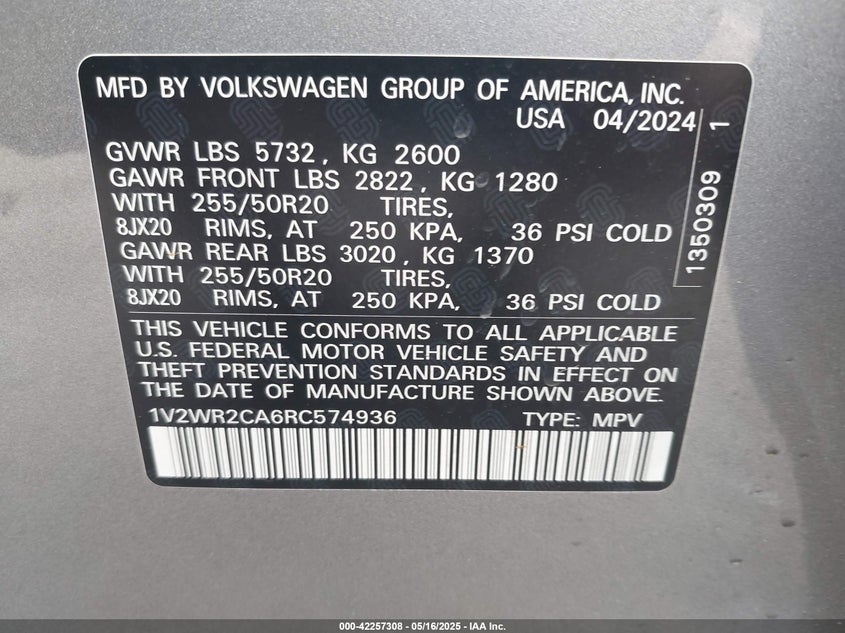 MFD BY VOLKSWAGEN GROUP OF AMERICA, INC.
USA 04/2024
GVWR LBS 5732, KG 2600
GAWR FRONT LBS 2822, KG 1280
WITH 255/50R20 TIRES,
8JX20 RIMS, AT 250 KPA, 36 PSI COLD
GAWR REAR LBS 3020, KG 1370
WITH 255/50R20 TIRES,
8JX20 RIMS, AT 250 KPA, 36 PSI COLD
1350309 1
THIS VEHICLE CONFORMS TO ALL APPLICABLE
U.S. FEDERAL MOTOR VEHICLE SAFETY AND
THEFT PREVENTION STANDARDS IN EFFECT ON
THE DATE OF MANUFACTURE SHOWN ABOVE.
1V2WR2CA6RC574936 TYPE: MPV
000-42257308 - 05/16/2025 - IAA Inc.